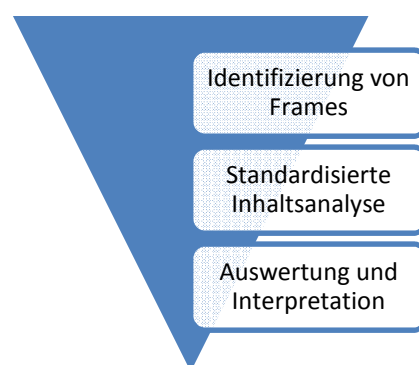 Identifizierung von
Frames
Standardisierte
Inhaltsanalyse
Auswertung und
Interpretation